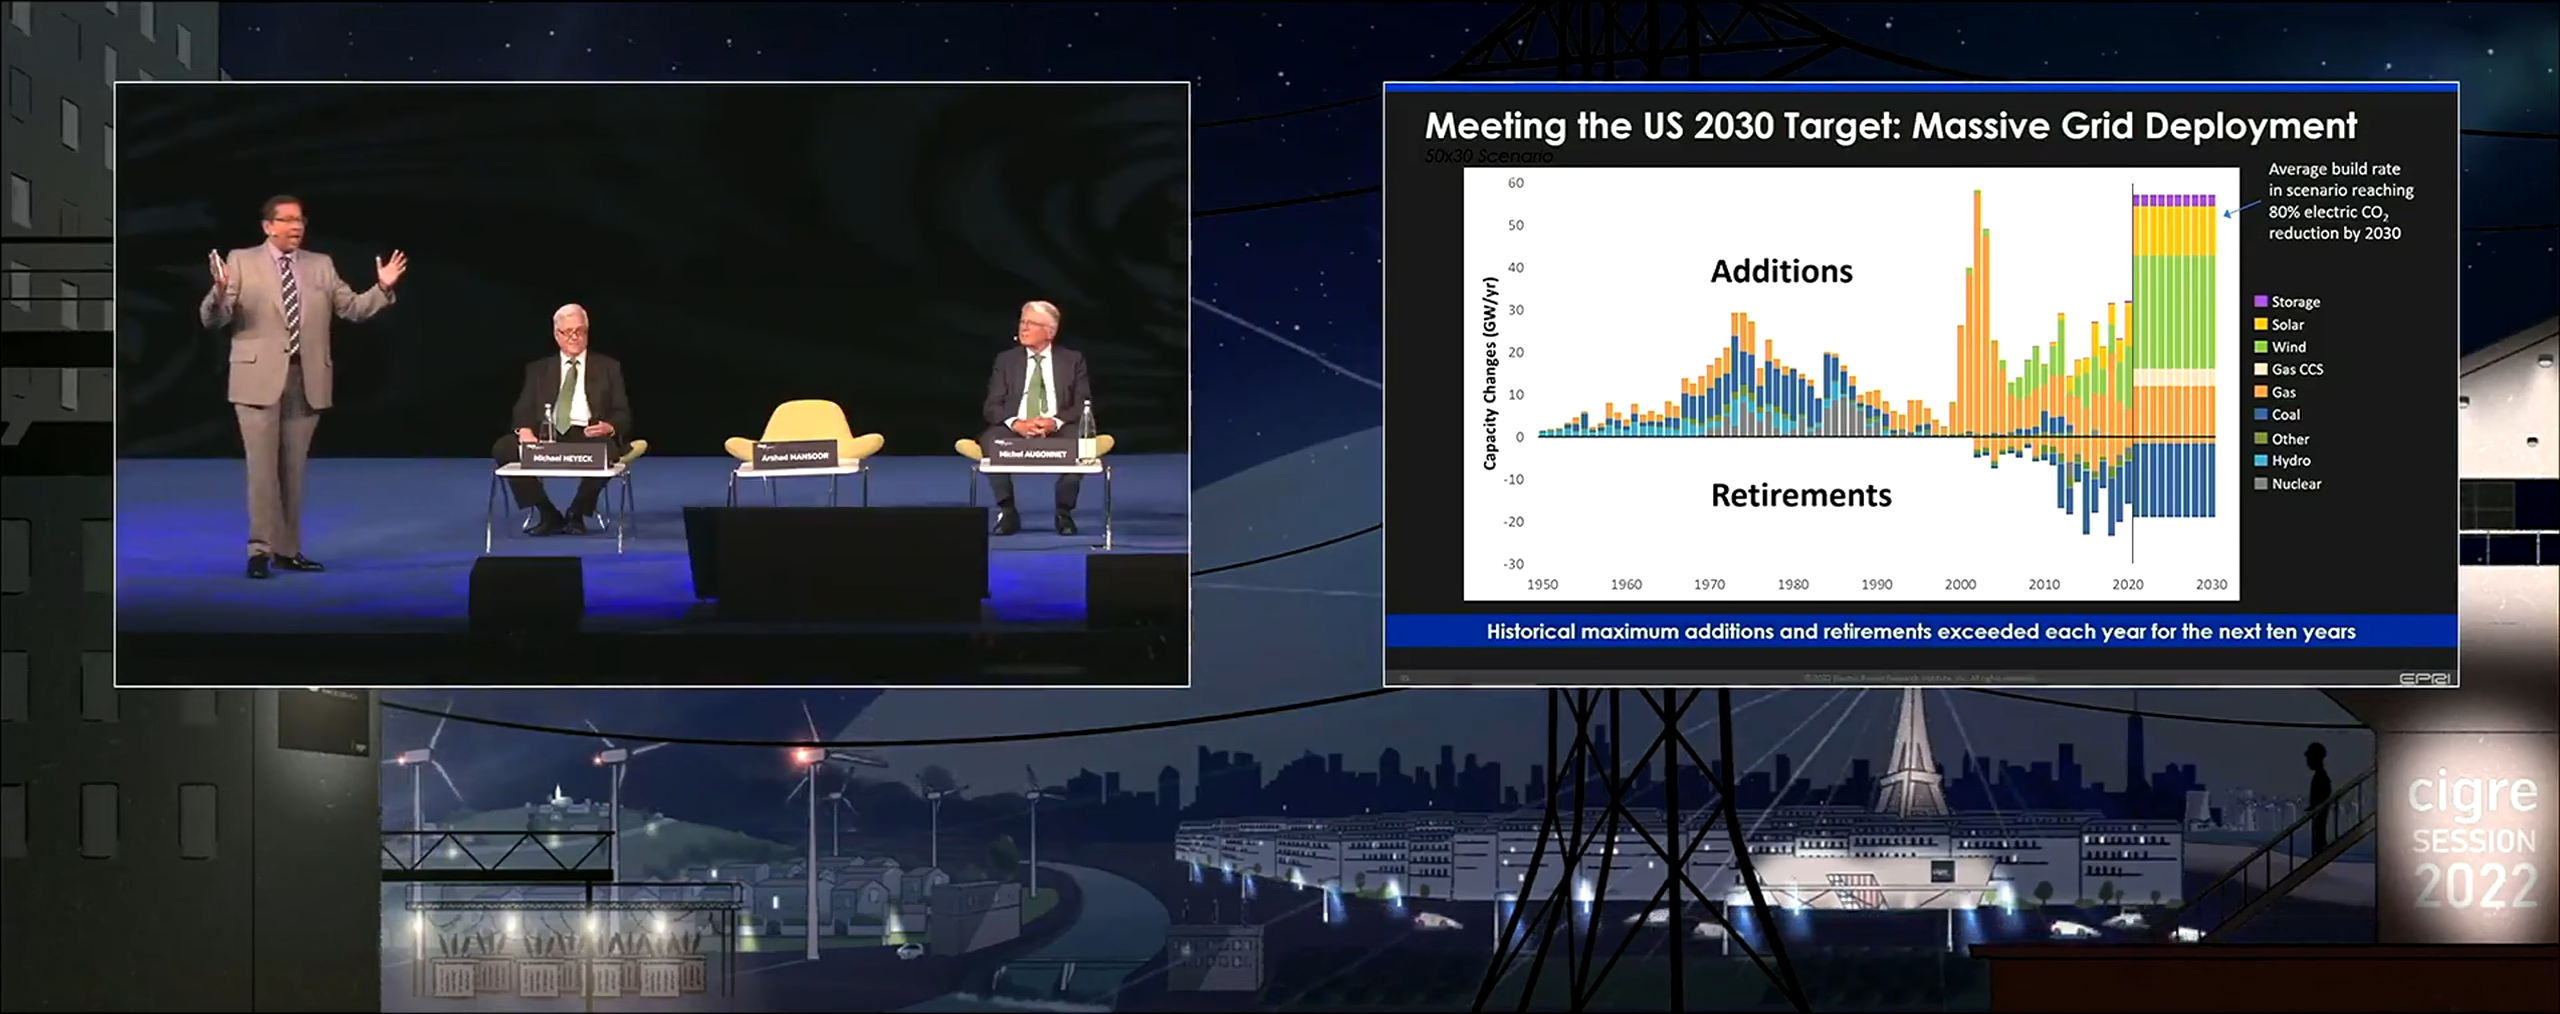 Meeting the US 2030 Target: Massive Grid Deployment
50x30 Scenario
Average build rate
in scenario reaching
80% electric CO₂
reduction by 2030
60
50
40
30
20
10
0
-10
-20
-30
Capacity Changes (GW/yr)
Additions
Retirements
1950 1960 1970 1980 1990 2000 2010 2020 2030
Storage
Solar
Wind
Gas CCS
Gas
Coal
Other
Hydro
Nuclear
Historical maximum additions and retirements exceeded each year for the next ten years
EPRI
Michael HEYECK
Arshad MANSOOR
Michel AUGONNET
cigre
SESSION
2022